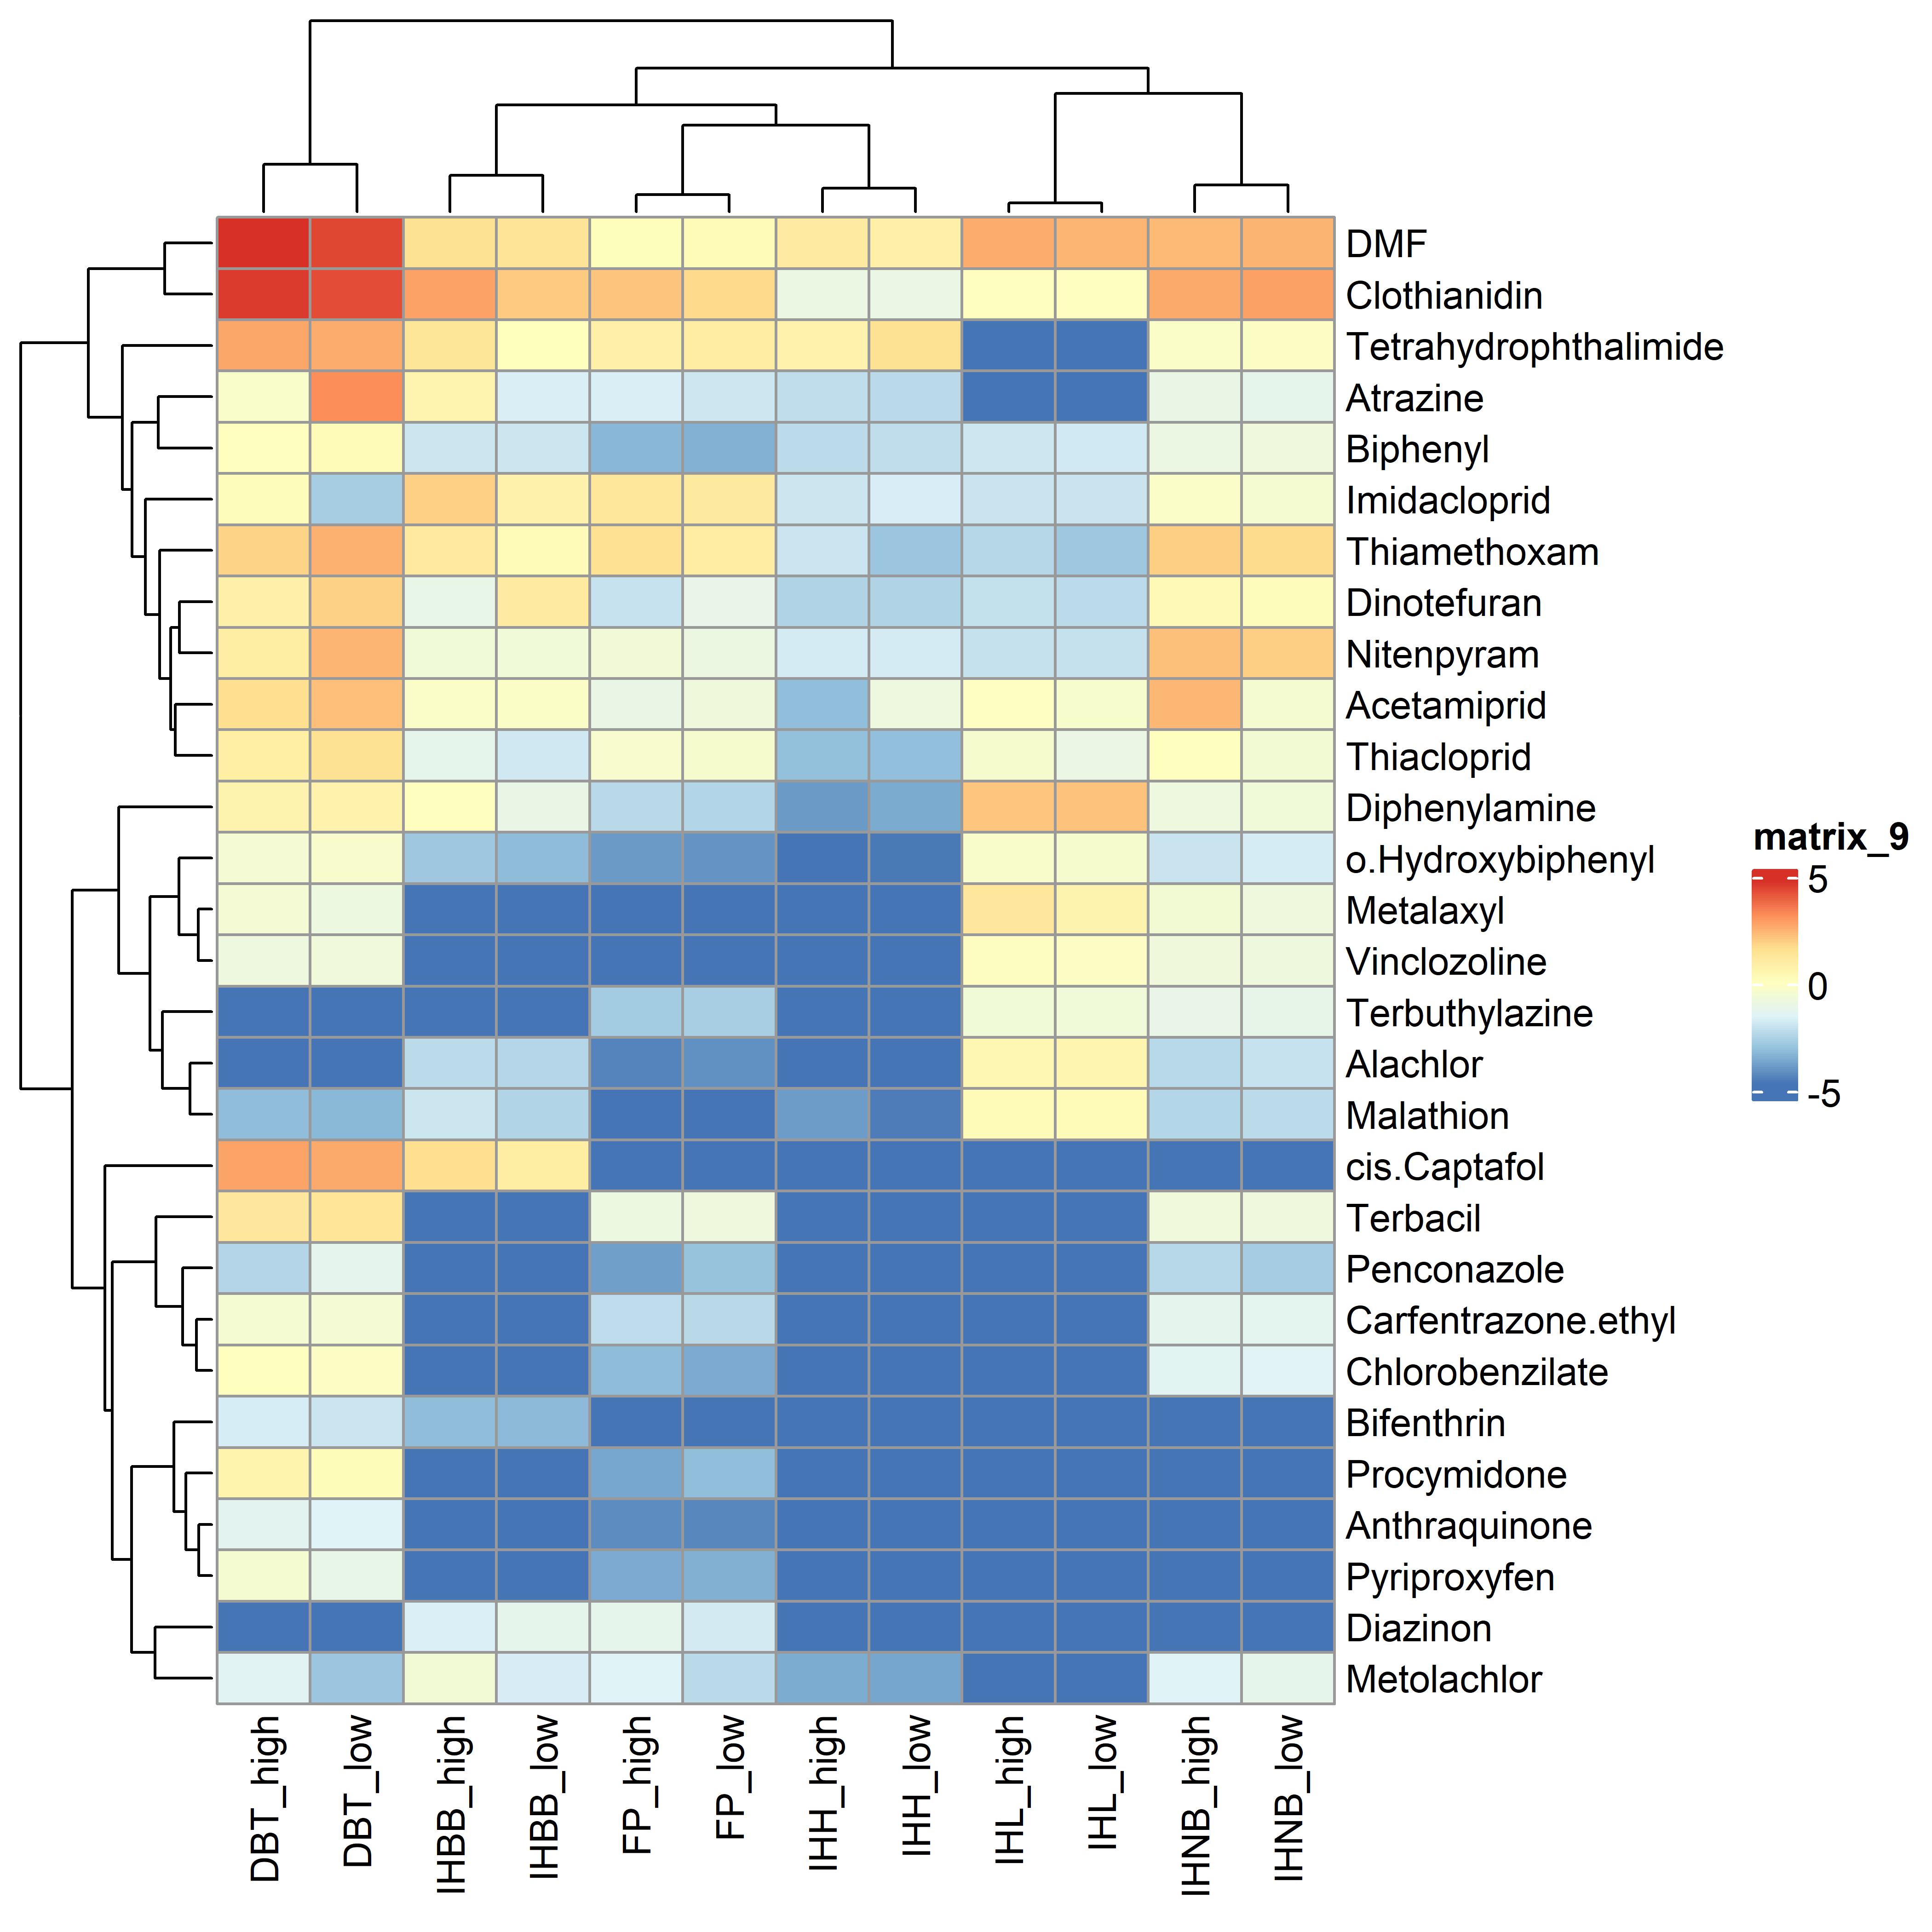 DMF
Clothianidin
Tetrahydrophthalimide
Atrazine
Biphenyl
Imidacloprid
Thiamethoxam
Dinotefuran
Nitenpyram
Acetamiprid
Thiacloprid
Diphenylamine
o.Hydroxybiphenyl
Metalaxyl
Vinclozoline
Terbuthylazine
Alachlor
Malathion
cis.Captafol
Terbacil
Penconazole
Carfentrazone.ethyl
Chlorobenzilate
Bifenthrin
Procymidone
Anthraquinone
Pyriproxyfen
Diazinon
Metolachlor
matrix_9
5
0
-5
DBT_high
DBT_low
IHBB_high
IHBB_low
FP_high
FP_low
IHH_high
IHH_low
IHL_high
IHL_low
IHNB_high
IHNB_low